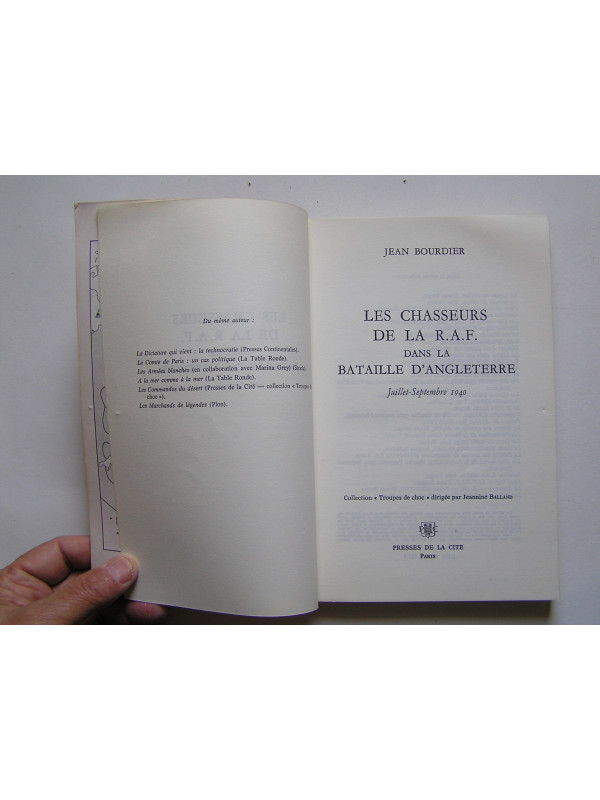 Du même auteur :
La Dictature qui vient : la technocratie (Presses Continentales).
Le Comte de Paris : un cas politique (La Table Ronde).
Les Armées blanches (en collaboration avec Marina Grey) (Stock).
A la mer comme à la mer (La Table Ronde).
Les Commandos du désert (Presses de la Cité — collection « Troupes
choc »).
Les Marchands de légendes (Plon).
JEAN BOURDIER
LES CHASSEURS
DE LA R.A.F.
DANS LA
BATAILLE D'ANGLETERRE
Juillet-Septembre 1940
Collection « Troupes de choc » dirigée par Jeannine BALLAND
PRESSES DE LA CITÉ
PARIS